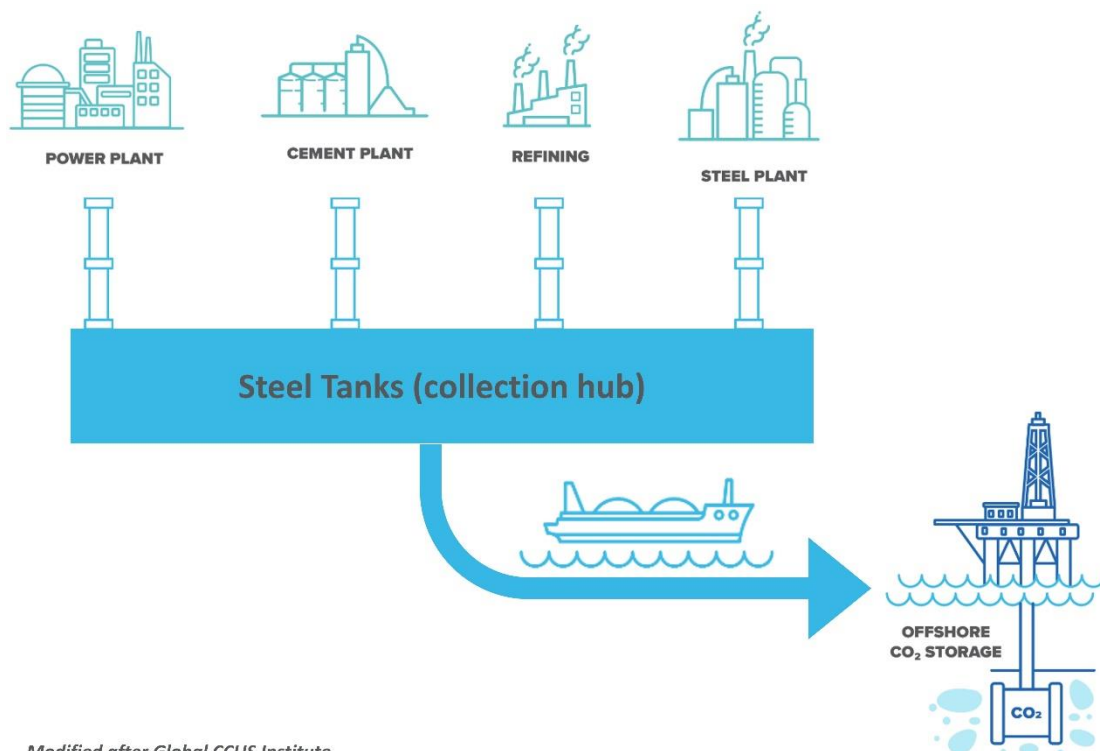 POWER PLANT
CEMENT PLANT
REFINING
STEEL PLANT
Steel Tanks (collection hub)
OFFSHORE
CO₂ STORAGE
CO₂
Modified after Global CCUS Institute